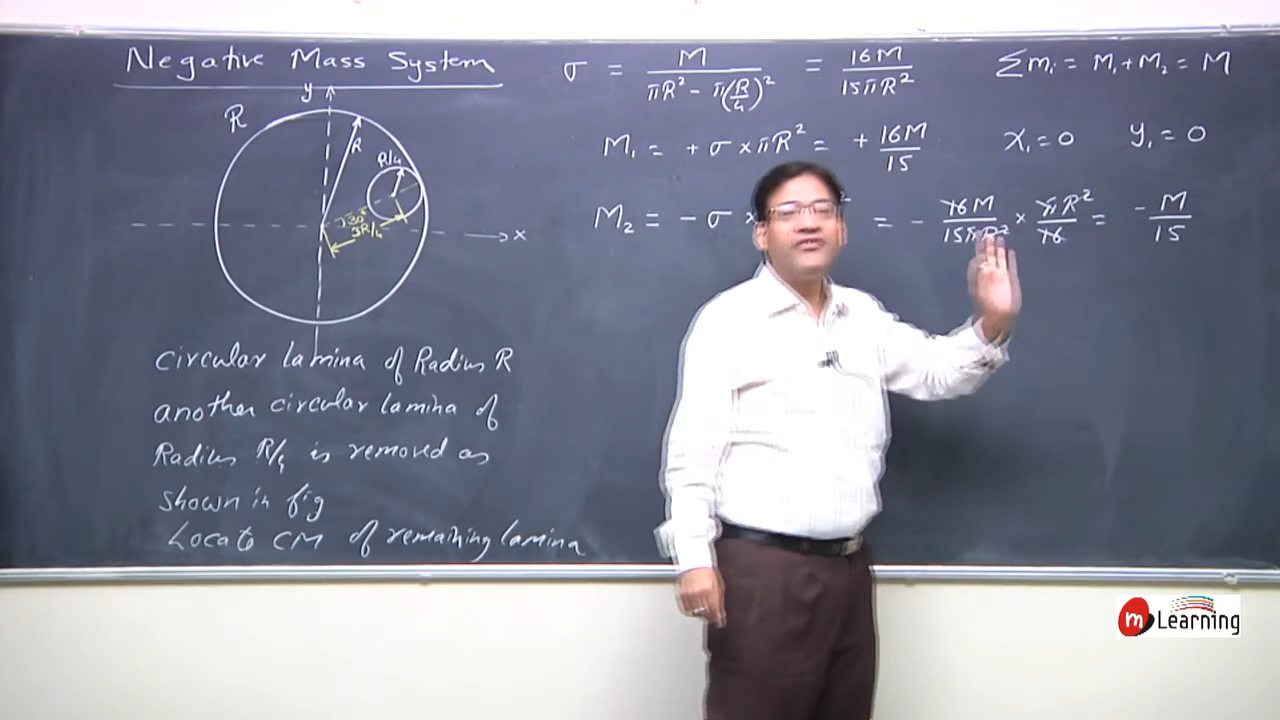 Negative Mass System
σ = M / (πR² − π(R/4)²) = 16M / 15πR²
Σmᵢ = M₁ + M₂ = M
y
R
R
R/4
30°
3R/4
x
M₁ = + σ × πR² = + 16M/15
x₁ = 0 y₁ = 0
M₂ = − σ × ² = − 16M/15πR² × πR²/16 = − M/15
circular lamina of Radius R
another circular lamina of
Radius R/4 is removed as
shown in fig
Locate CM of remaining lamina
m Learning